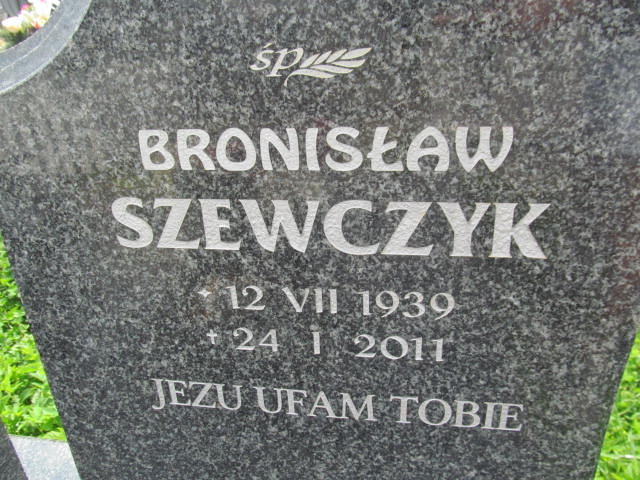 śp
BRONISŁAW
SZEWCZYK
* 12 VII 1939
† 24 I 2011
JEZU UFAM TOBIE